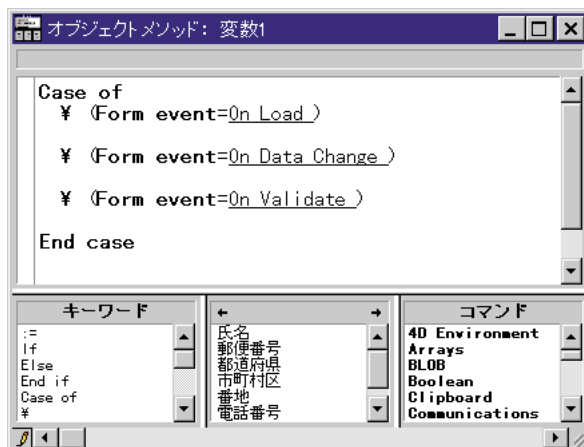 オブジェクトメソッド: 変数1
Case of
¥ (Form event=On Load )
¥ (Form event=On Data Change )
¥ (Form event=On Validate )
End case
キーワード
:=
If
Else
End if
Case of
¥
← →
氏名
郵便番号
都道府県
市町村区
番地
電話番号
コマンド
4D Environment
Arrays
BLOB
Boolean
Clipboard
Communications